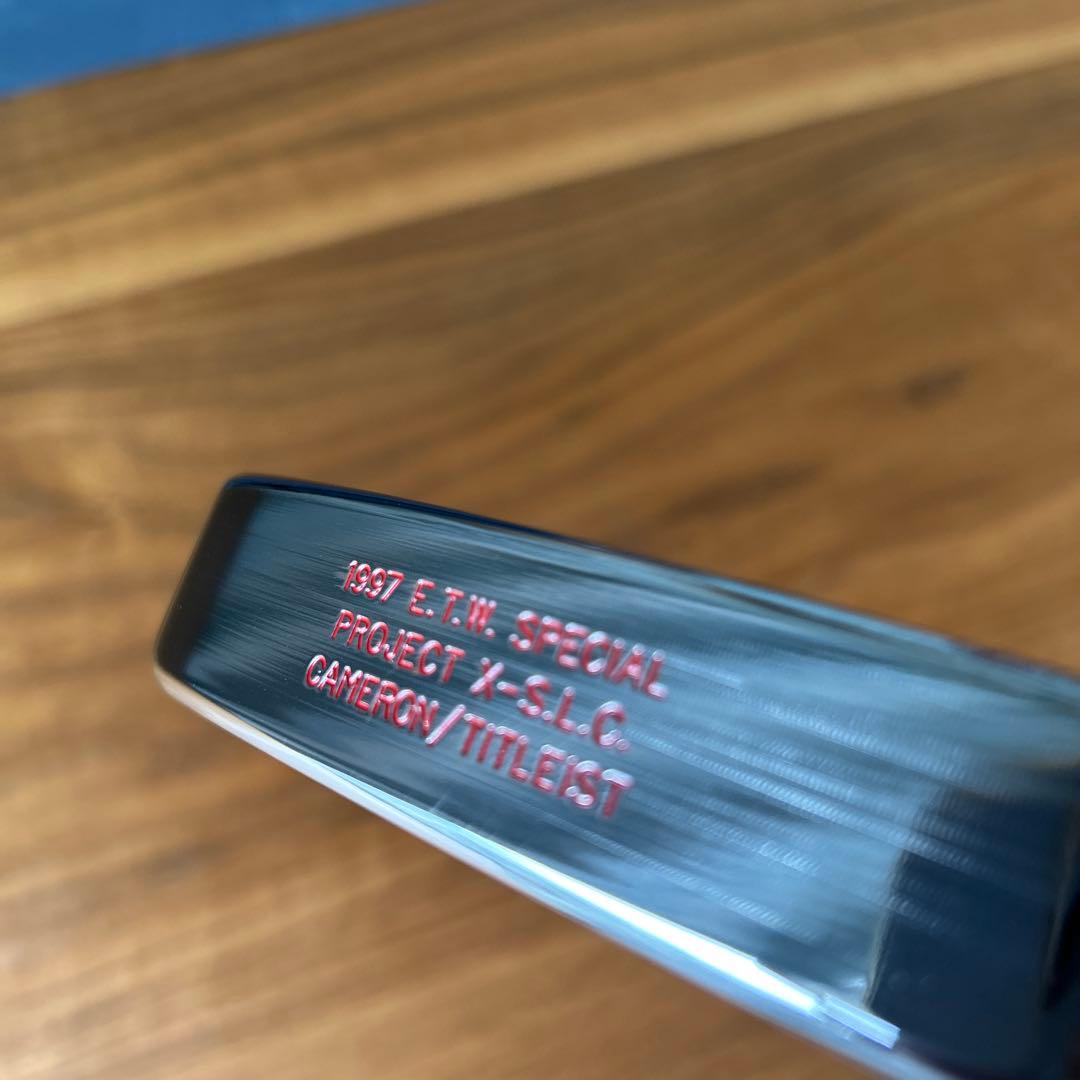 1997 E.T.W. SPECIAL
PROJECT X-S.L.C.
CAMERON/TITLEIST